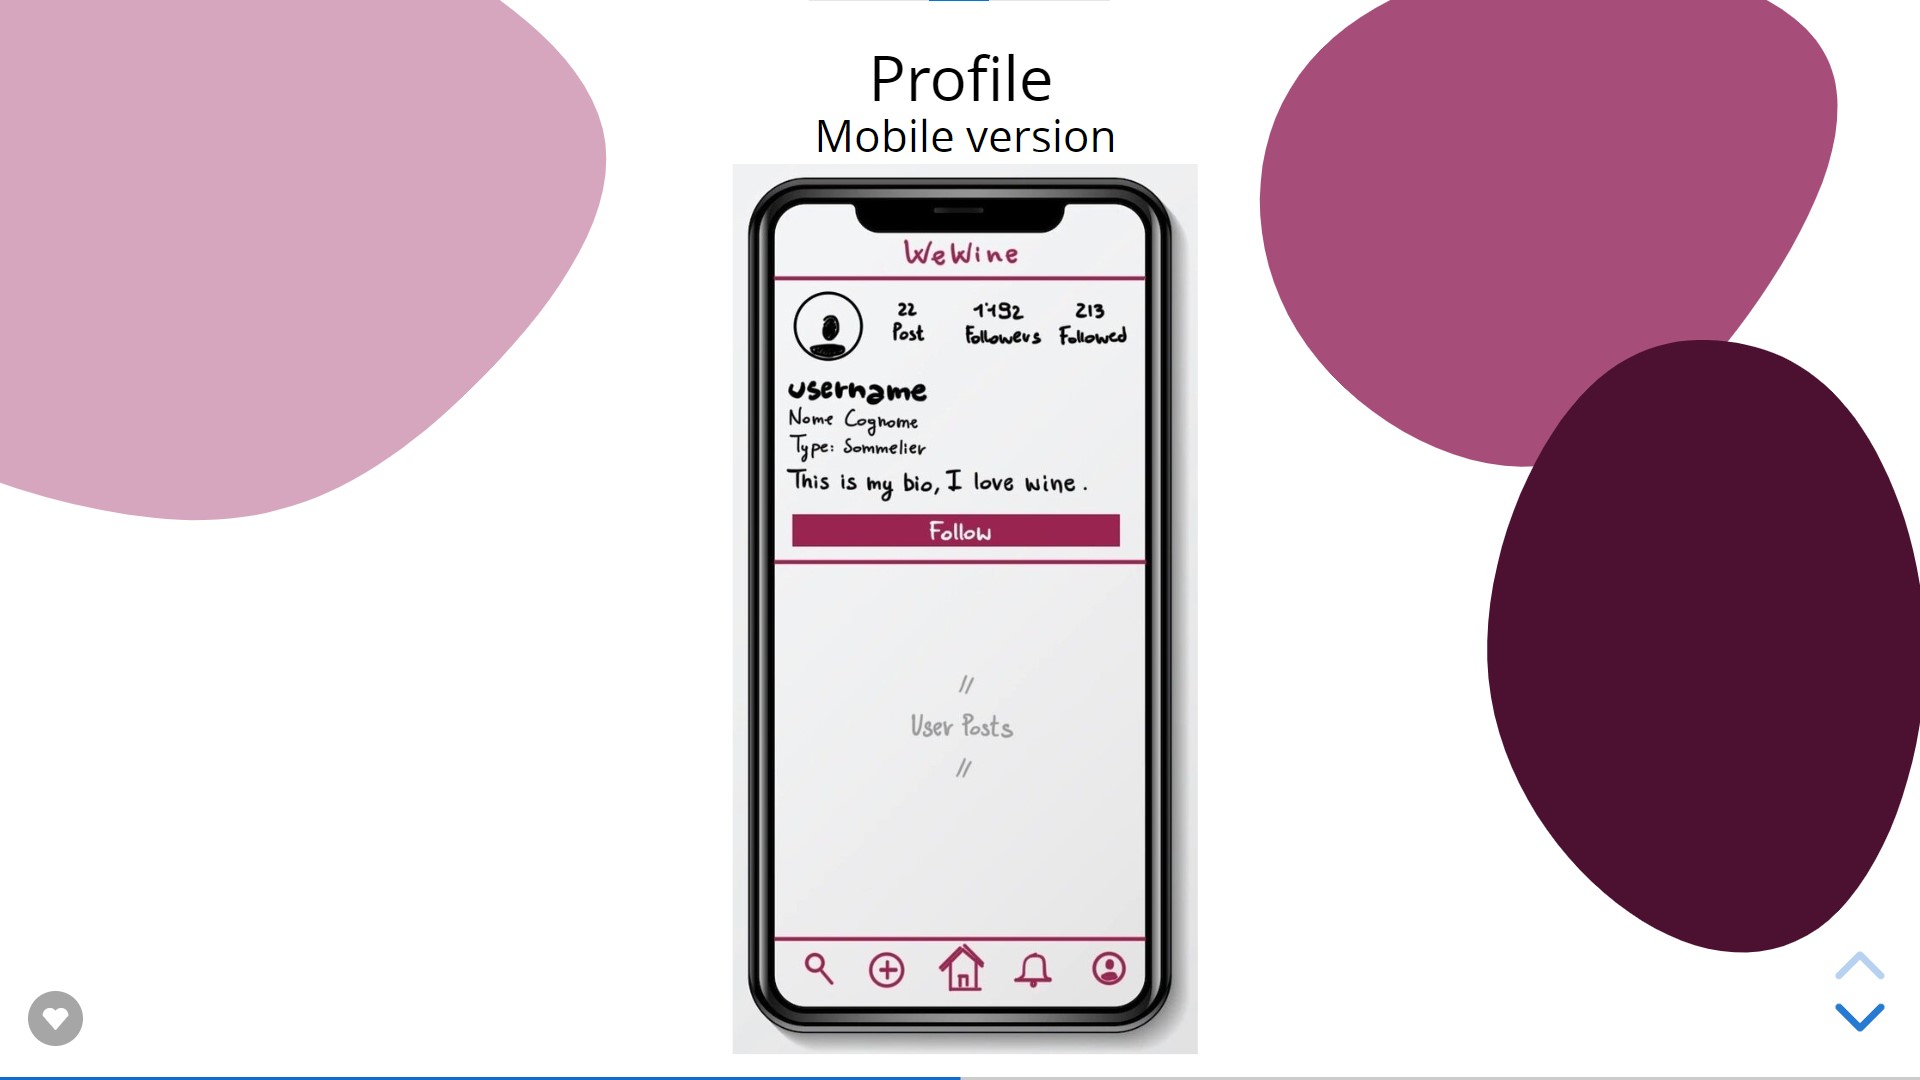 Profile
Mobile version
WeWine
22 1192 213
Post Followers Followed
username
Nome Cognome
Type: Sommelier
This is my bio, I love wine.
Follow
//
User Posts
//